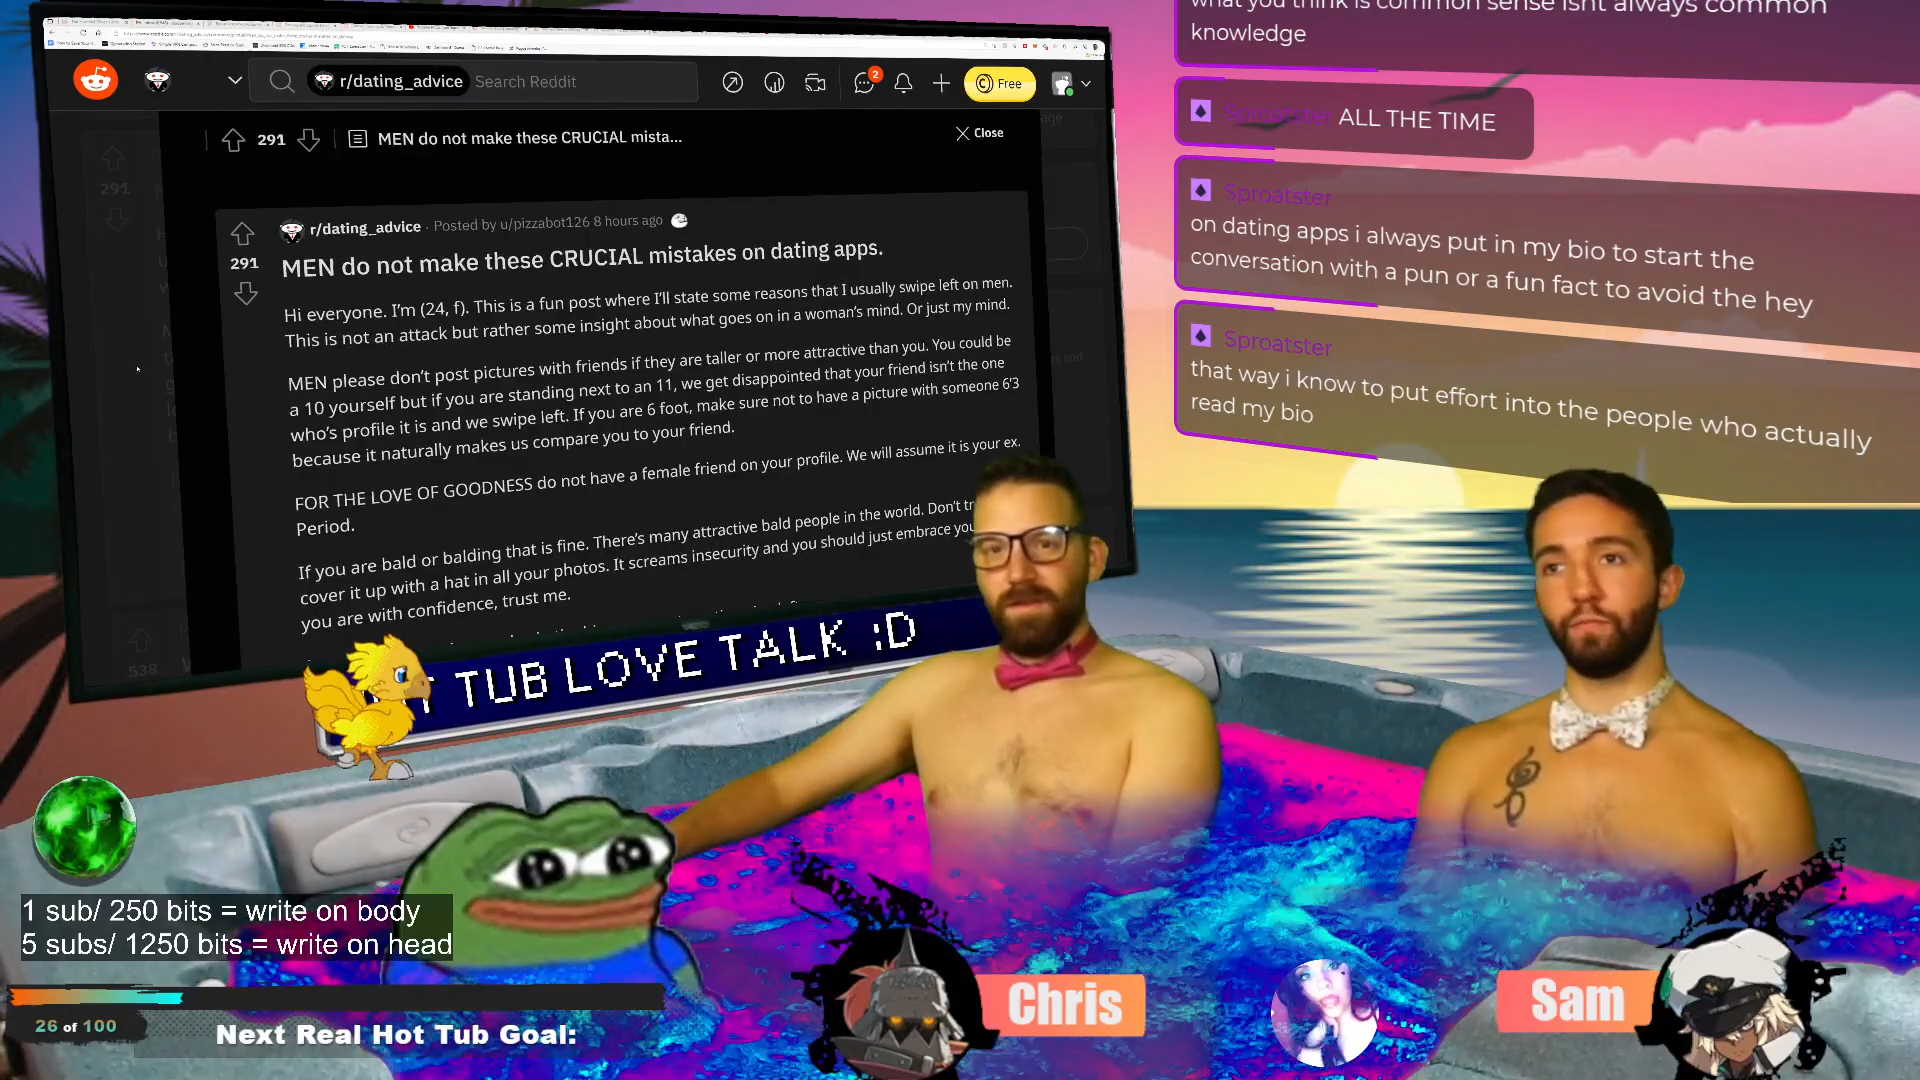 r/dating_advice Search Reddit
2
Free
291
MEN do not make these CRUCIAL mista...
Close
291
291
r/dating_advice · Posted by u/pizzabot126 8 hours ago
MEN do not make these CRUCIAL mistakes on dating apps.
Hi everyone. I'm (24, f). This is a fun post where I'll state some reasons that I usually swipe left on men.
This is not an attack but rather some insight about what goes on in a woman's mind. Or just my mind.
MEN please don't post pictures with friends if they are taller or more attractive than you. You could be
a 10 yourself but if you are standing next to an 11, we get disappointed that your friend isn't the one
who's profile it is and we swipe left. If you are 6 foot, make sure not to have a picture with someone 6'3
because it naturally makes us compare you to your friend.
FOR THE LOVE OF GOODNESS do not have a female friend on your profile. We will assume it is your ex.
Period.
If you are bald or balding that is fine. There's many attractive bald people in the world. Don't
cover it up with a hat in all your photos. It screams insecurity and you should just embrace
you are with confidence, trust me.
538
TUB LOVE TALK :D
what you think is common sense isnt always common
knowledge
Sproatster ALL THE TIME
Sproatster
on dating apps i always put in my bio to start the
conversation with a pun or a fun fact to avoid the hey
Sproatster
that way i know to put effort into the people who actually
read my bio
1 sub/ 250 bits = write on body
5 subs/ 1250 bits = write on head
26 of 100
Next Real Hot Tub Goal:
Chris
Sam